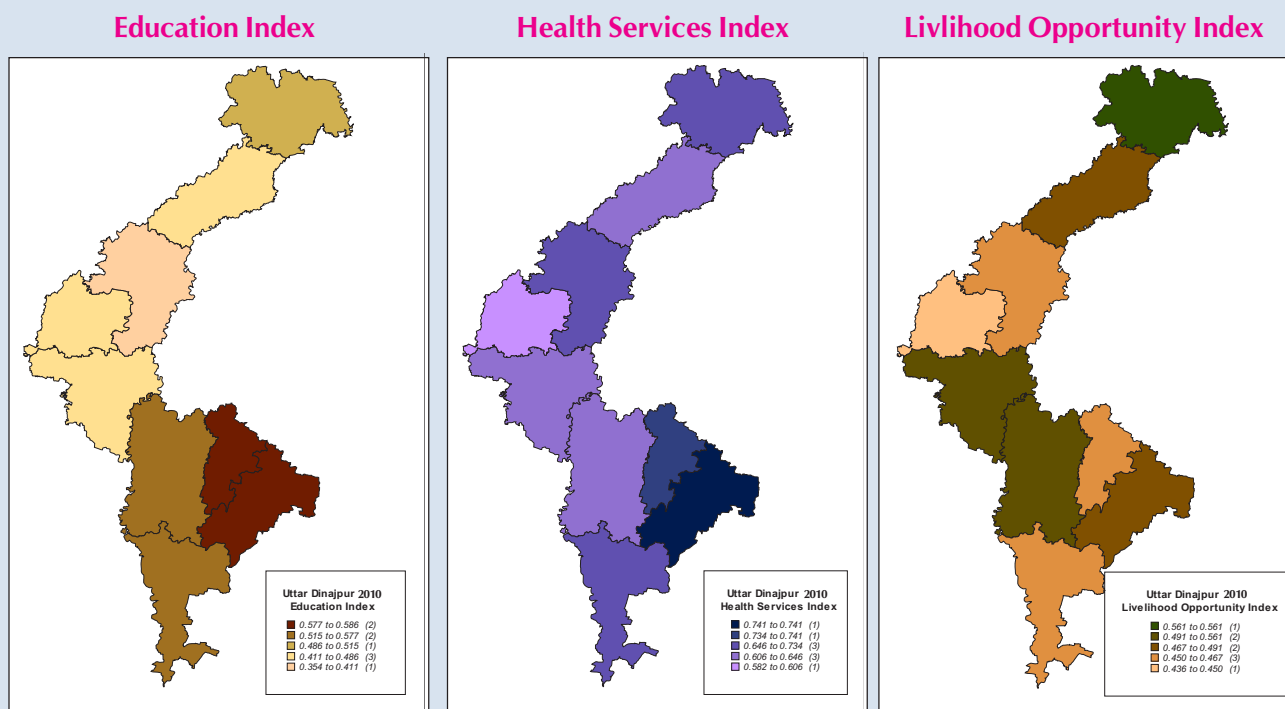 Education Index
Health Services Index
Livlihood Opportunity Index
Uttar Dinajpur 2010
Education Index
0.577 to 0.586 (2)
0.515 to 0.577 (2)
0.486 to 0.515 (1)
0.411 to 0.486 (3)
0.354 to 0.411 (1)
Uttar Dinajpur 2010
Health Services Index
0.741 to 0.741 (1)
0.734 to 0.741 (1)
0.646 to 0.734 (3)
0.606 to 0.646 (3)
0.582 to 0.606 (1)
Uttar Dinajpur 2010
Livelihood Opportunity Index
0.561 to 0.561 (1)
0.491 to 0.561 (2)
0.467 to 0.491 (2)
0.450 to 0.467 (3)
0.436 to 0.450 (1)